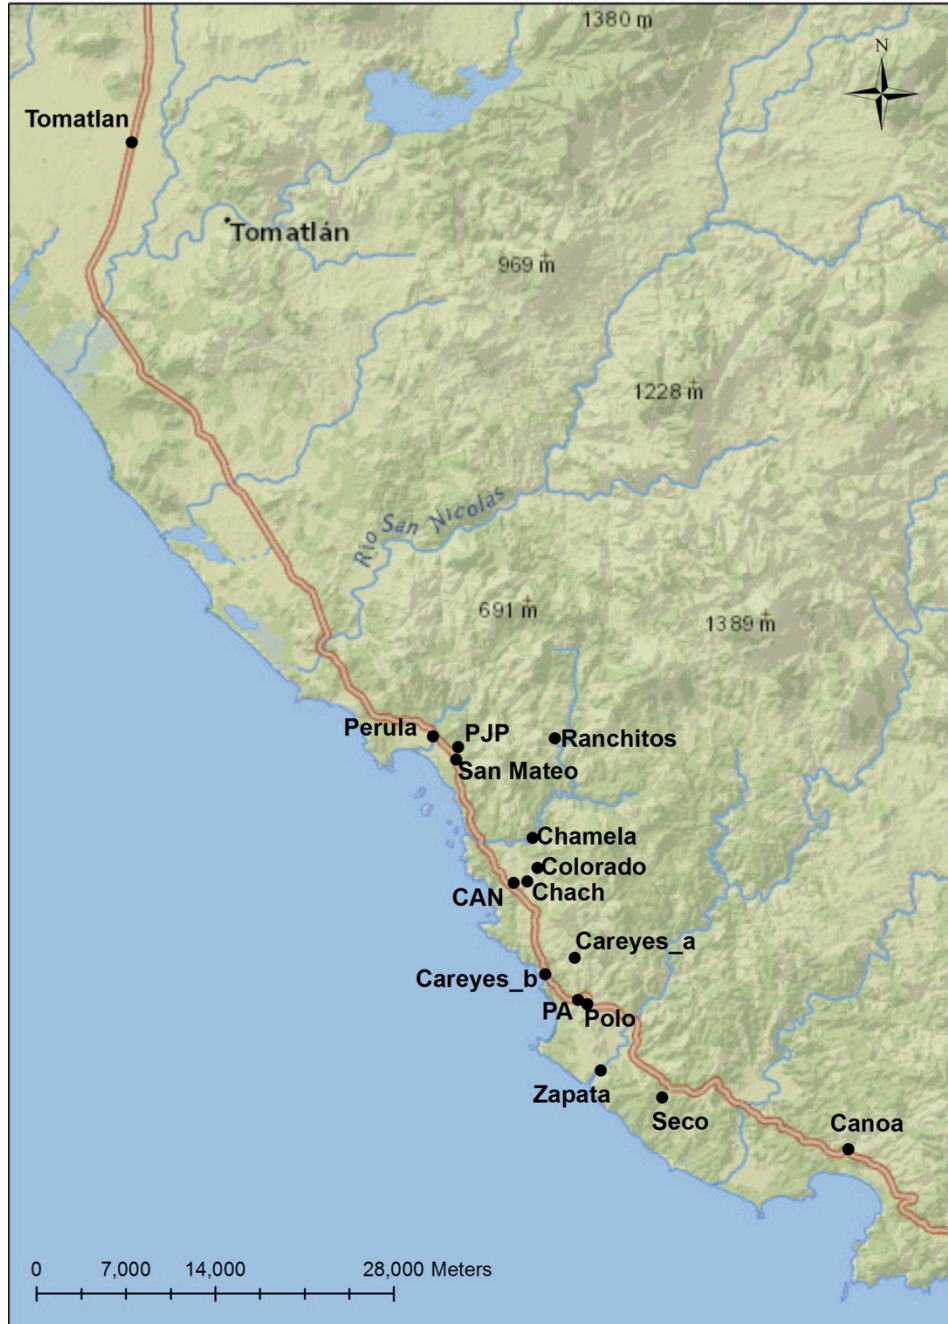 1380 m
N
Tomatlan
Tomatlán
969 m
1228 m
Rio San Nicolas
691 m
1389 m
Perula
PJP
Ranchitos
San Mateo
Chamela
Colorado
CAN
Chach
Careyes_a
Careyes_b
PA
Polo
Zapata
Seco
Canoa
0 7,000 14,000 28,000 Meters